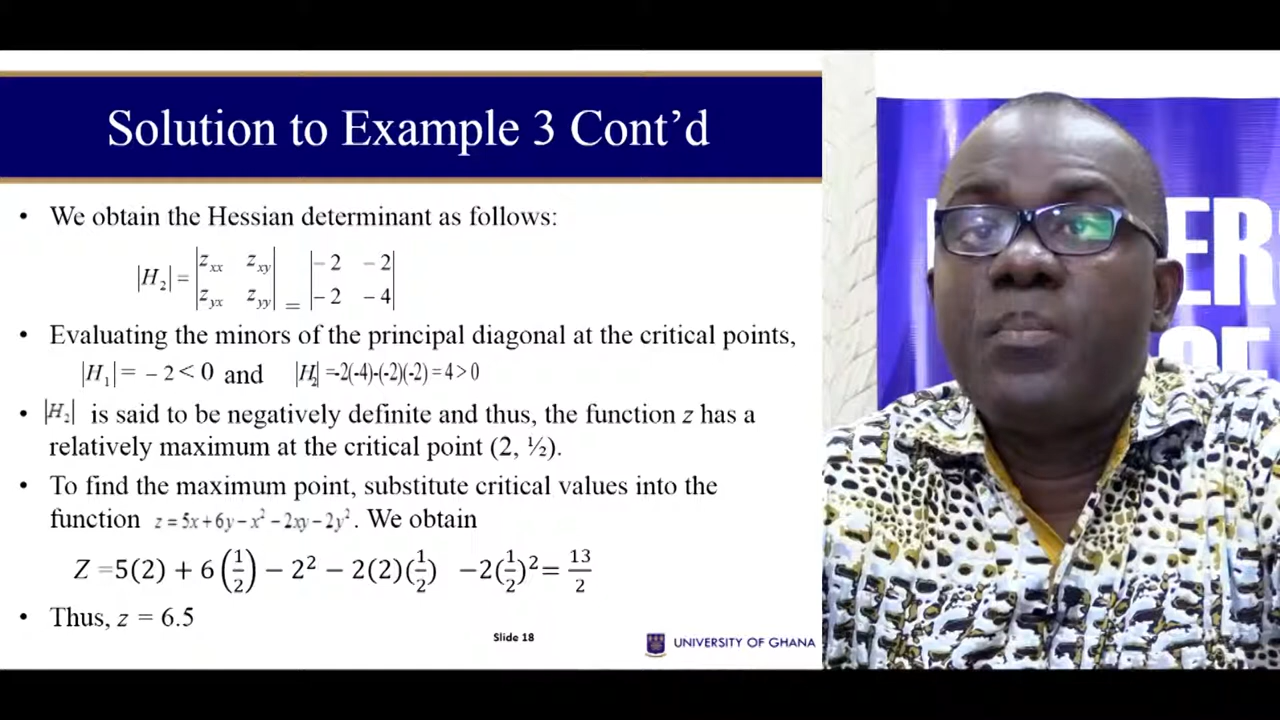 Solution to Example 3 Cont’d
• We obtain the Hessian determinant as follows:
|H₂| = |z_xx z_xy; z_yx z_yy| = |−2 −2; −2 −4|
• Evaluating the minors of the principal diagonal at the critical points,
|H₁| = −2 < 0 and |H₂| =-2(-4)-(-2)(-2) = 4 > 0
• |H₂| is said to be negatively definite and thus, the function z has a
relatively maximum at the critical point (2, ½).
• To find the maximum point, substitute critical values into the
function z = 5x + 6y − x² − 2xy − 2y². We obtain
Z =5(2) + 6(1/2) − 2² − 2(2)(1/2) −2(1/2)²= 13/2
• Thus, z = 6.5
Slide 18
UNIVERSITY OF GHANA